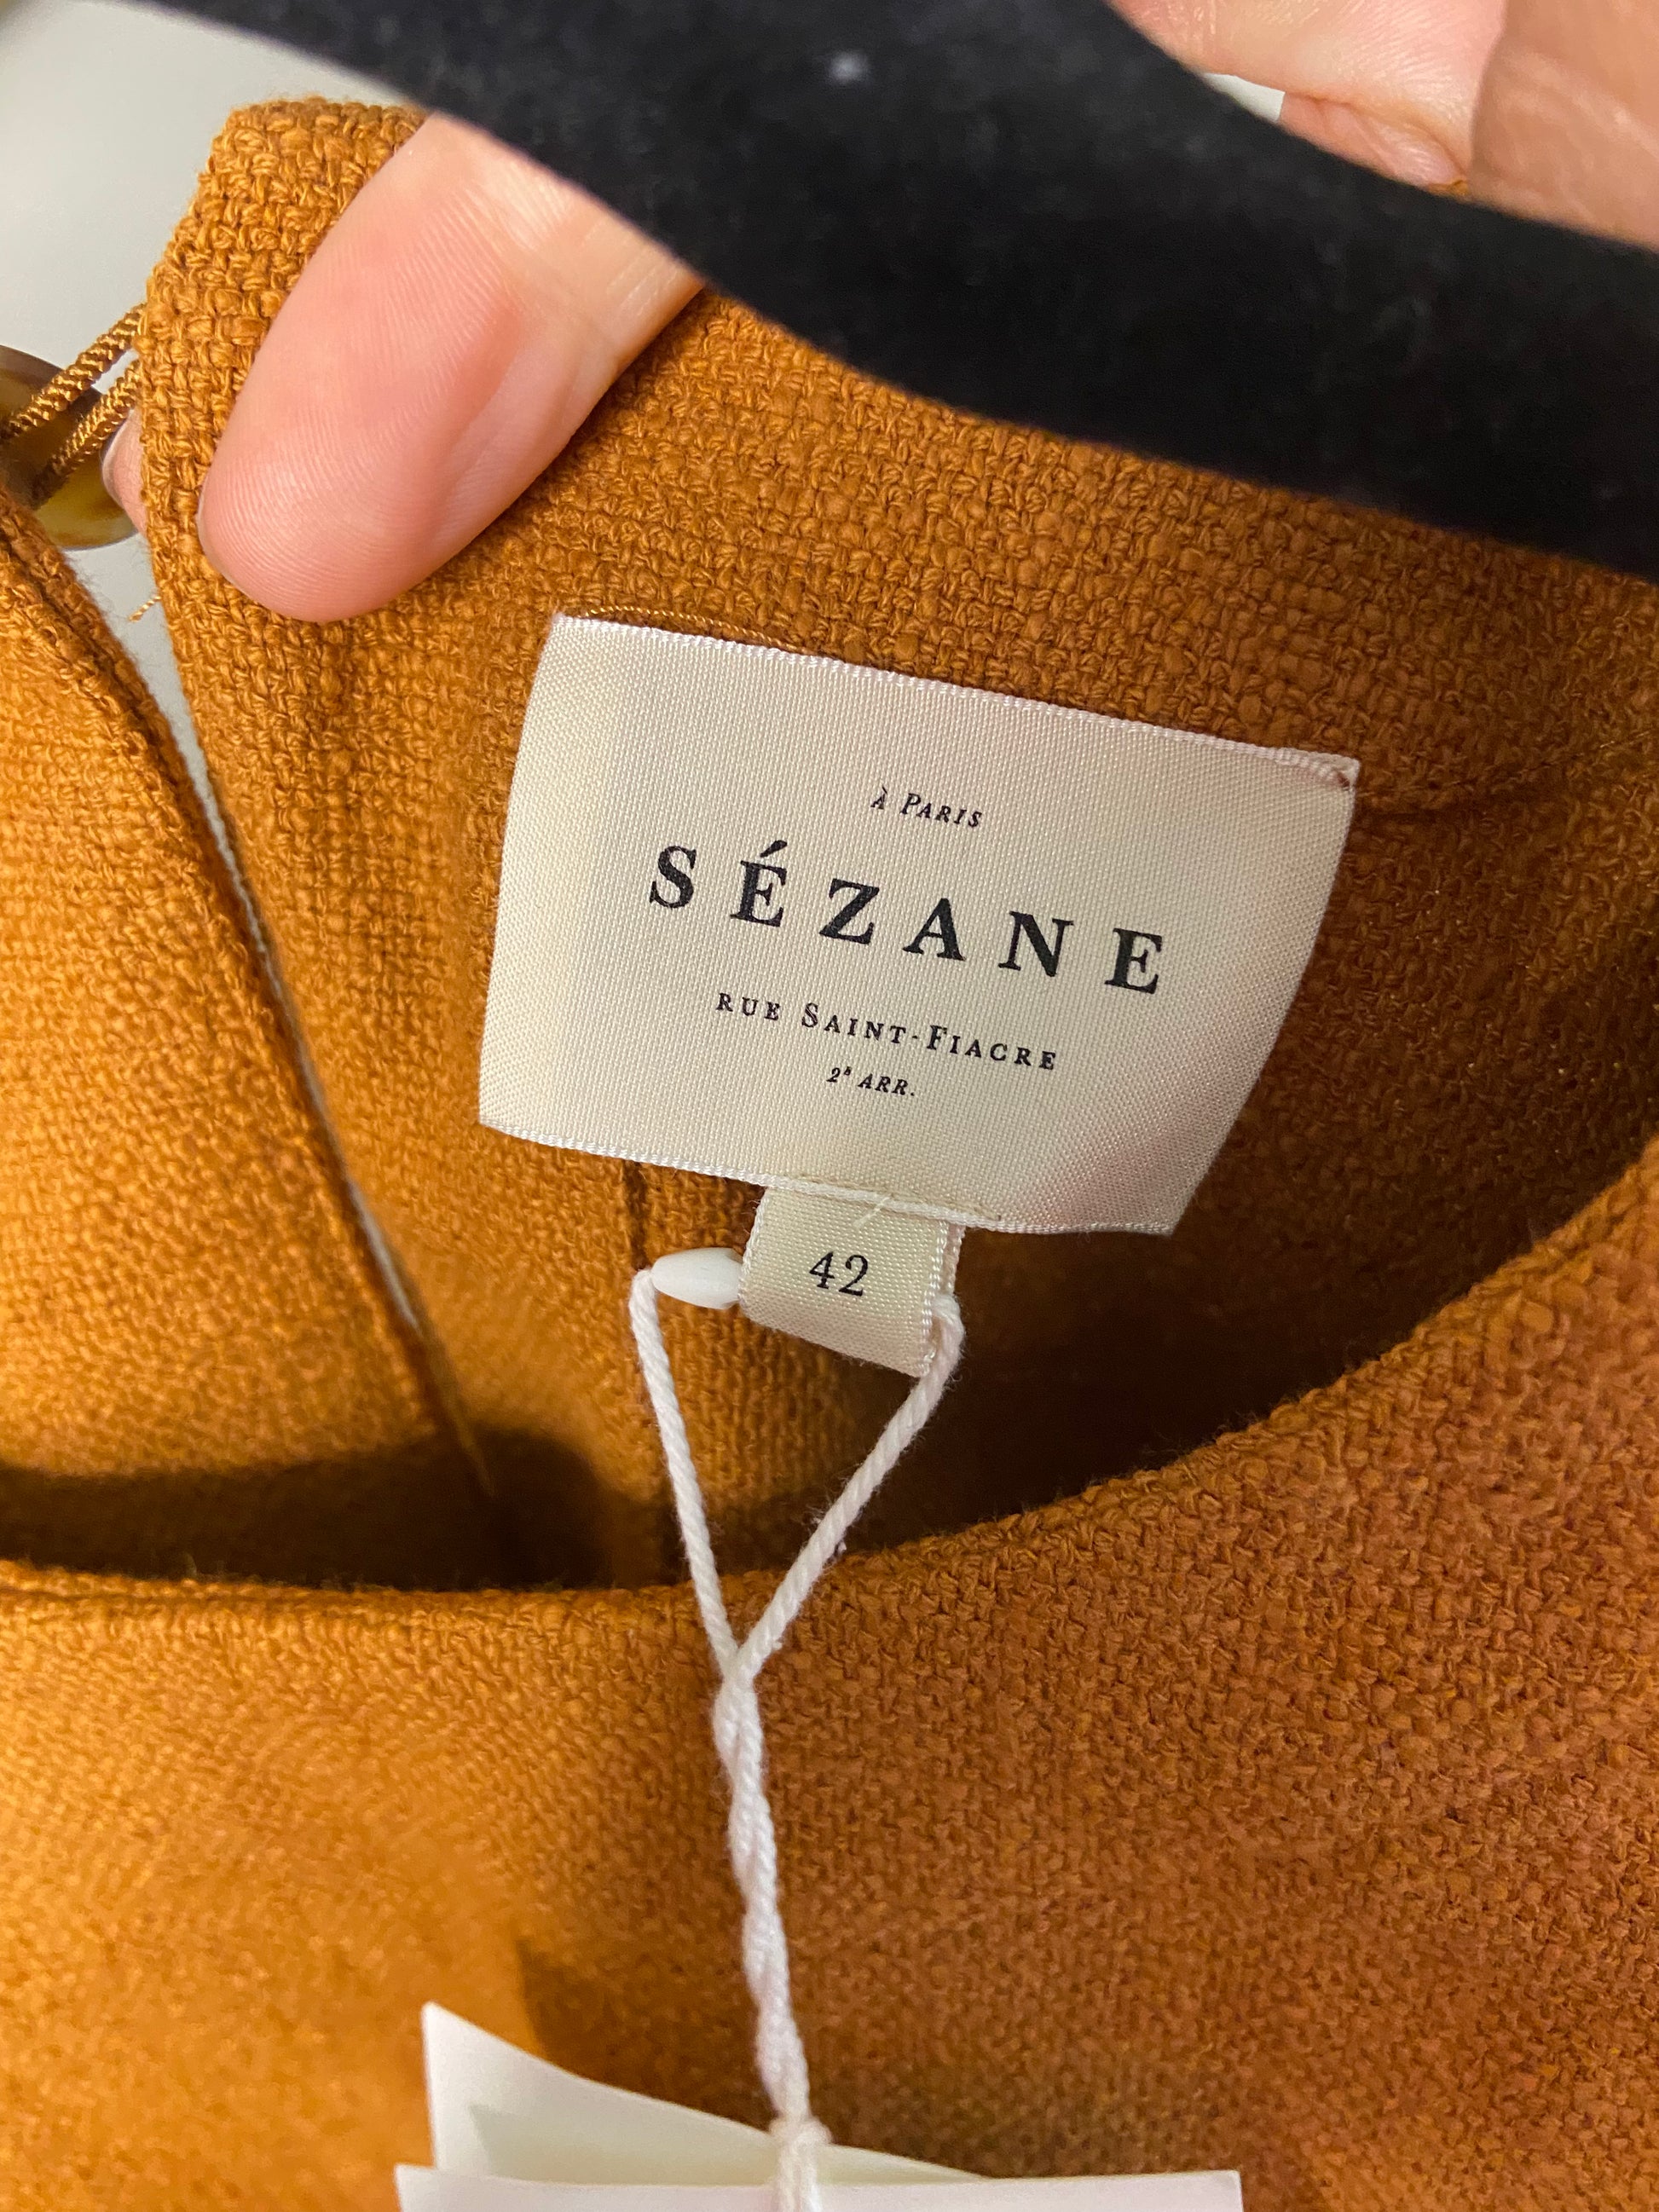 À PARIS
SÉZANE
RUE SAINT-FIACRE
2e ARR.
42